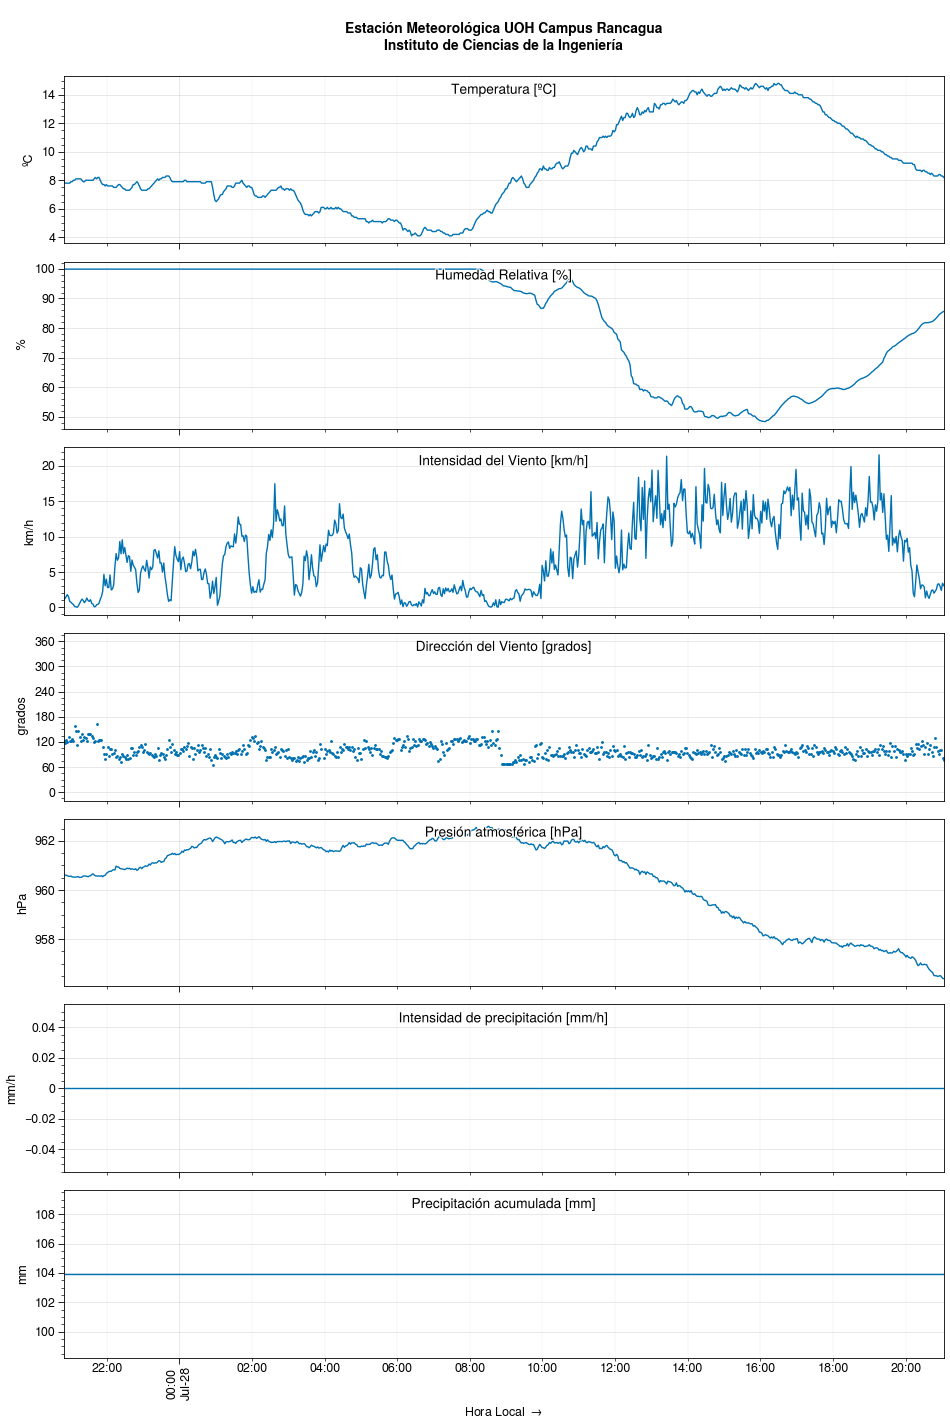 Estación Meteorológica UOH Campus Rancagua
Instituto de Ciencias de la Ingeniería
Temperatura [ºC]
ºC
14
12
10
8
6
4
Humedad Relativa [%]
%
100
90
80
70
60
50
Intensidad del Viento [km/h]
km/h
20
15
10
5
0
Dirección del Viento [grados]
grados
360
300
240
180
120
60
0
Presión atmosférica [hPa]
hPa
962
960
958
Intensidad de precipitación [mm/h]
mm/h
0.04
0.02
0
−0.02
−0.04
Precipitación acumulada [mm]
mm
108
106
104
102
100
22:00
00:00
Jul-28
02:00
04:00
06:00
08:00
10:00
12:00
14:00
16:00
18:00
20:00
Hora Local →